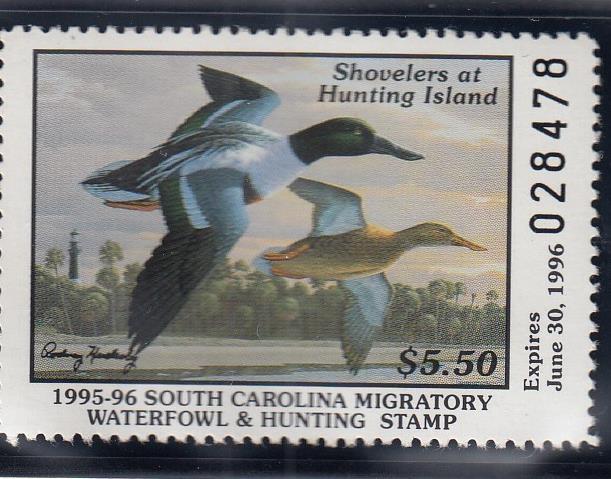 Shovelers at
Hunting Island
$5.50
1995-96 SOUTH CAROLINA MIGRATORY
WATERFOWL & HUNTING STAMP
Expires
June 30, 1996
028478